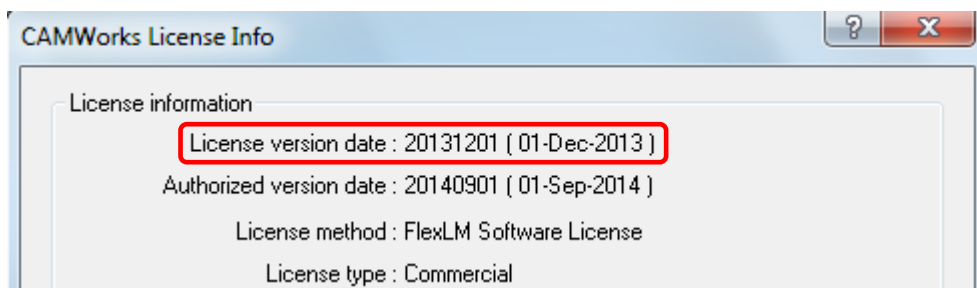 CAMWorks License Info
License information
License version date : 20131201 ( 01-Dec-2013 )
Authorized version date : 20140901 ( 01-Sep-2014 )
License method : FlexLM Software License
License type : Commercial